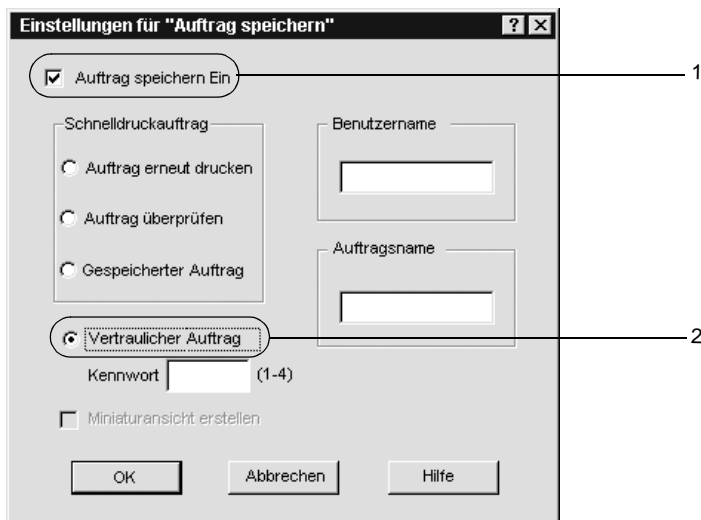 Einstellungen für "Auftrag speichern"
Auftrag speichern Ein
1
Schnelldruckauftrag
Auftrag erneut drucken
Auftrag überprüfen
Gespeicherter Auftrag
Benutzername
Auftragsname
Vertraulicher Auftrag
2
Kennwort (1-4)
Miniaturansicht erstellen
OK Abbrechen Hilfe